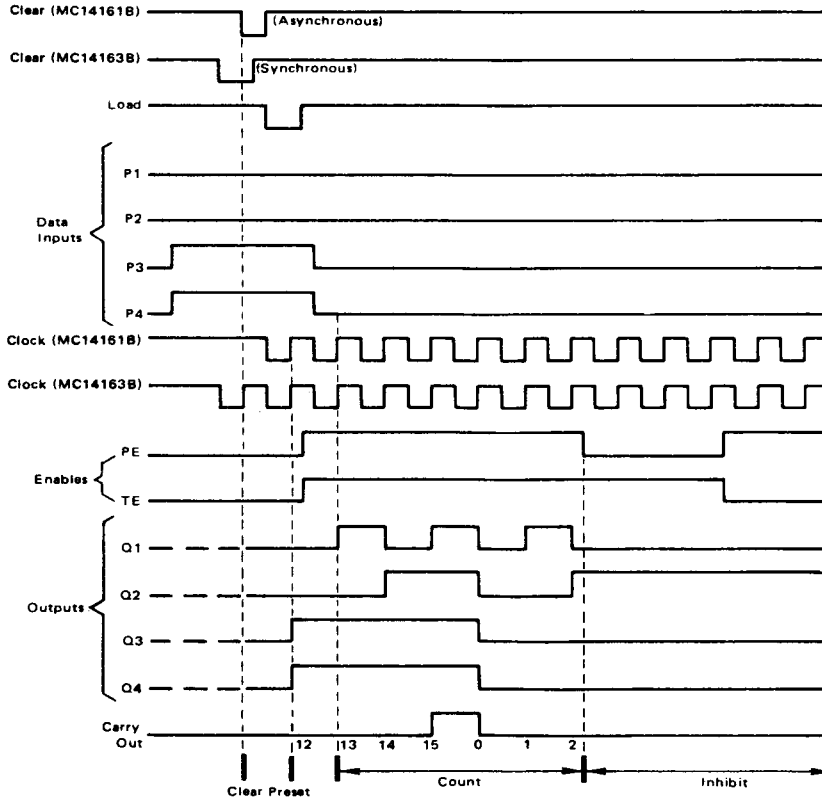 Clear (MC14161B)
(Asynchronous)
Clear (MC14163B)
(Synchronous)
Load
P1
P2
Data
Inputs
P3
P4
Clock (MC14161B)
Clock (MC14163B)
PE
Enables
TE
Q1
Q2
Outputs
Q3
Q4
Carry
Out
12 13 14 15 0 1 2
Clear Preset
Count
Inhibit